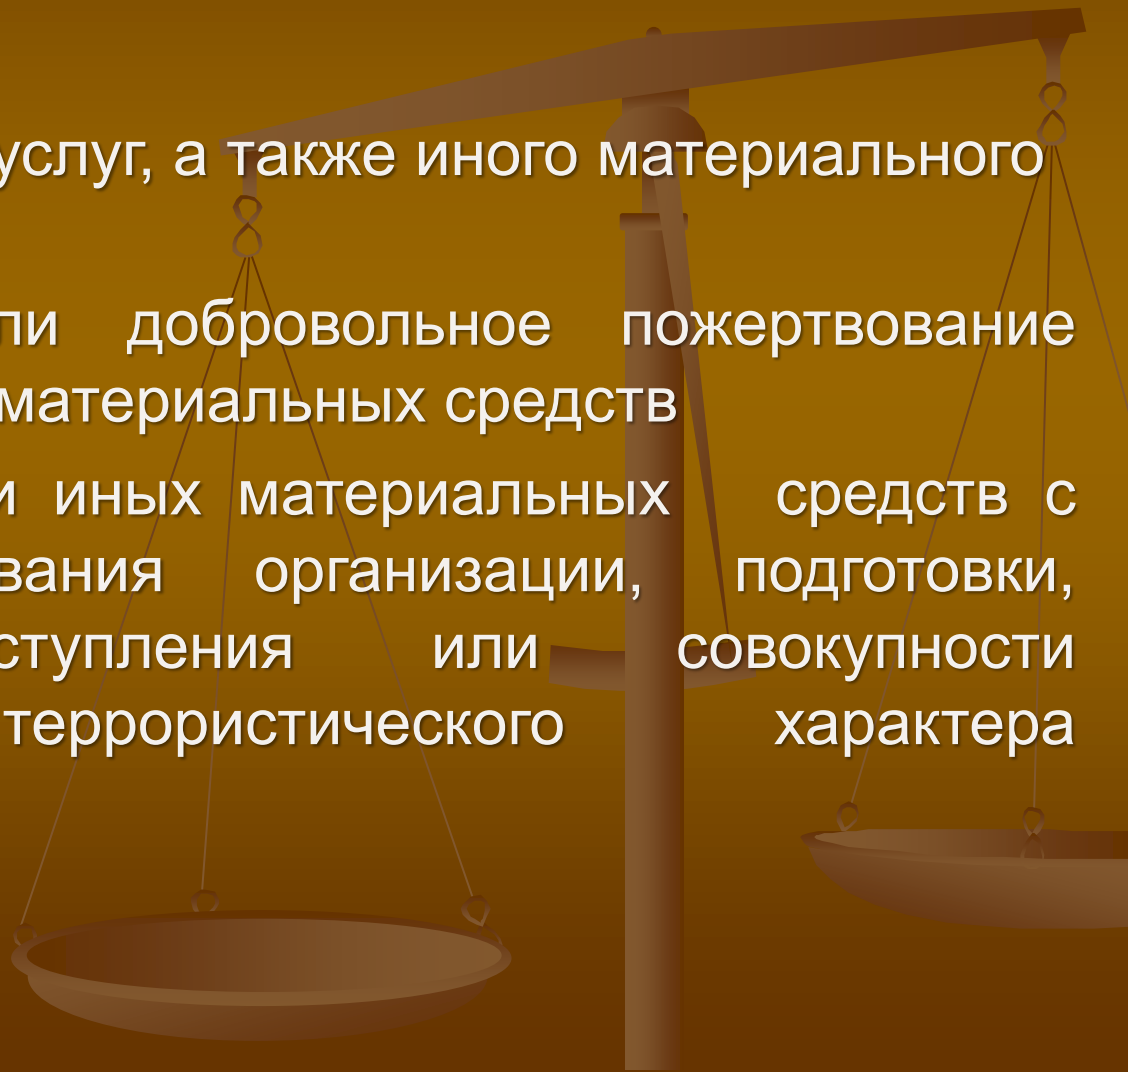 услуг, а также иного материального
ли добровольное пожертвование
материальных средств
и иных материальных средств с
вания организации, подготовки,
ступления или совокупности
террористического характера